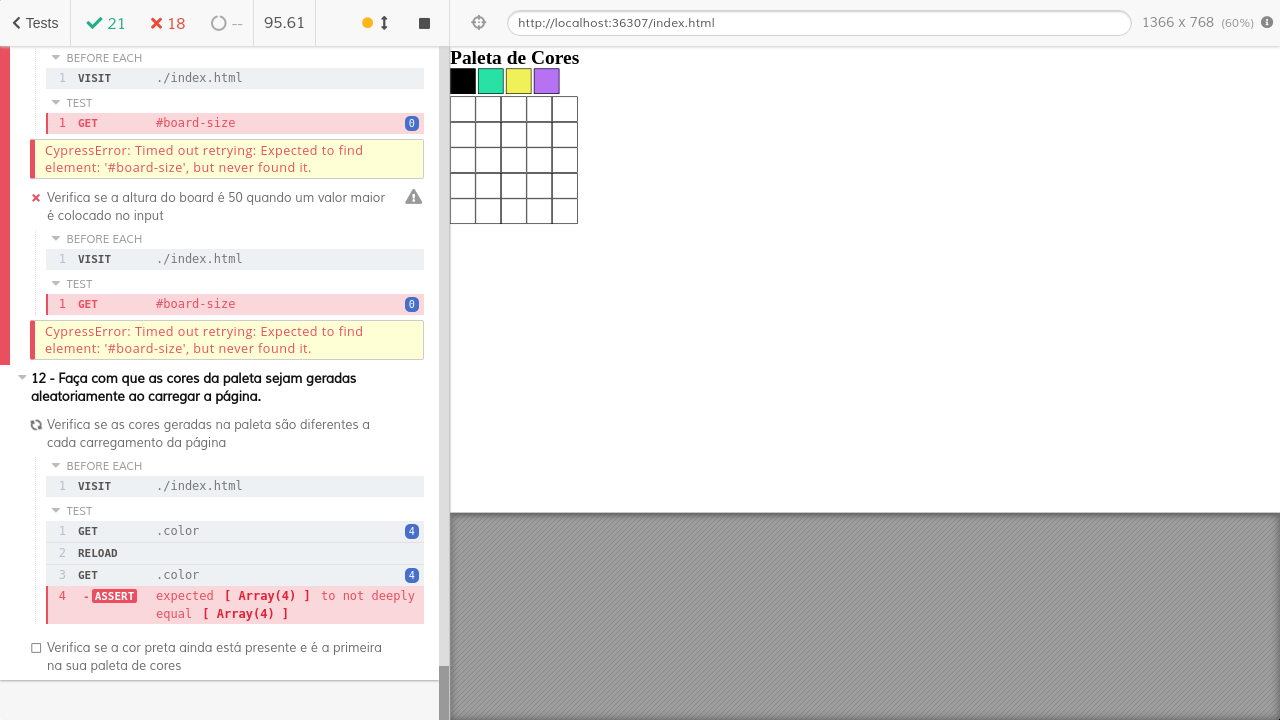 Tests
21
18
--
95.61
http://localhost:36307/index.html
1366 x 768 (60%)
BEFORE EACH
1 VISIT ./index.html
TEST
1 GET #board-size 0
CypressError: Timed out retrying: Expected to find
element: '#board-size', but never found it.
Verifica se a altura do board é 50 quando um valor maior
é colocado no input
BEFORE EACH
1 VISIT ./index.html
TEST
1 GET #board-size 0
CypressError: Timed out retrying: Expected to find
element: '#board-size', but never found it.
12 - Faça com que as cores da paleta sejam geradas
aleatoriamente ao carregar a página.
Verifica se as cores geradas na paleta são diferentes a
cada carregamento da página
BEFORE EACH
1 VISIT ./index.html
TEST
1 GET .color 4
2 RELOAD
3 GET .color 4
4 - ASSERT expected [ Array(4) ] to not deeply
equal [ Array(4) ]
Verifica se a cor preta ainda está presente e é a primeira
na sua paleta de cores
Paleta de Cores